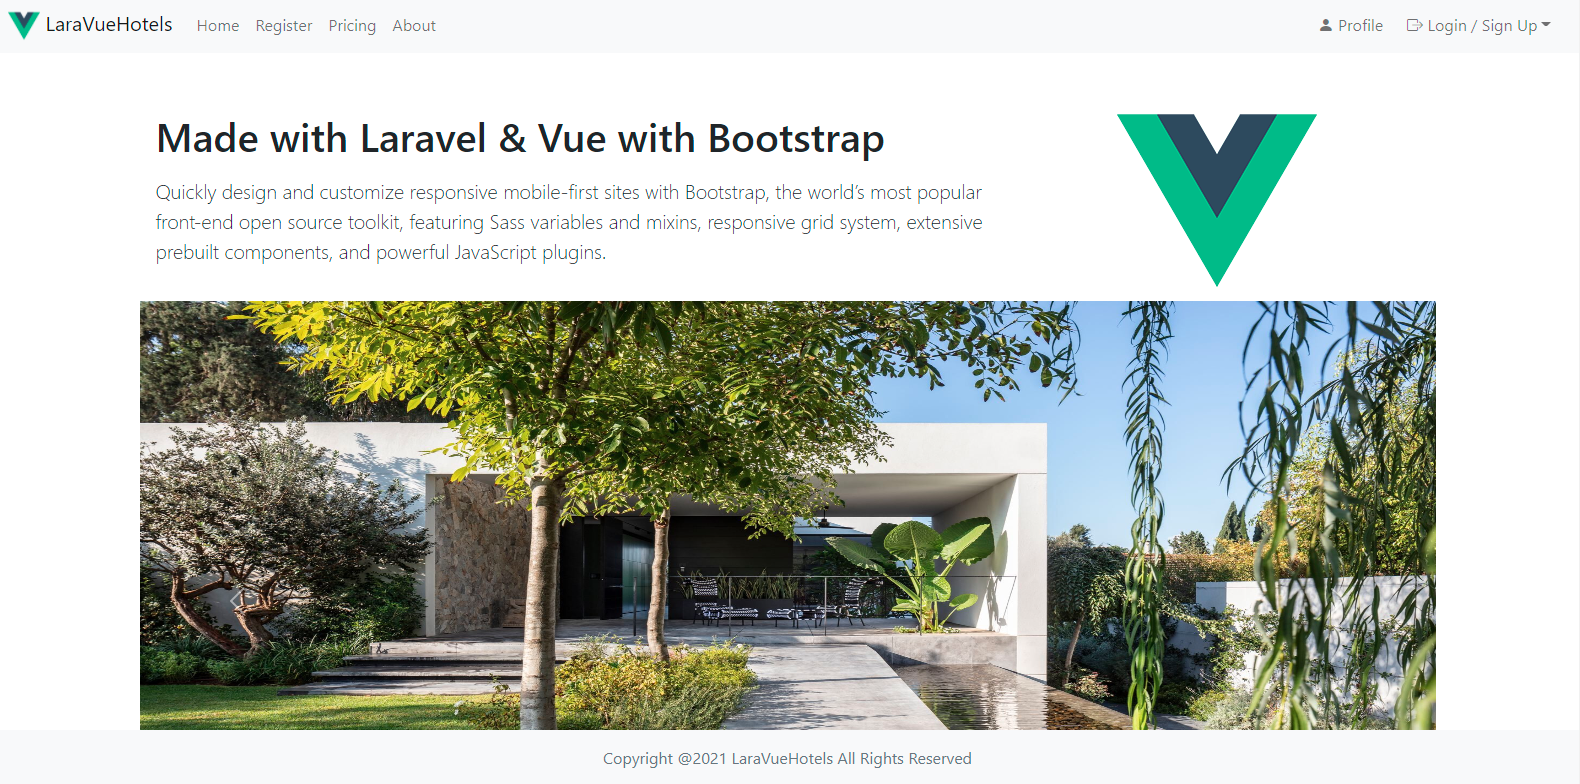 LaraVueHotels Home Register Pricing About Profile Login / Sign Up
Made with Laravel & Vue with Bootstrap
Quickly design and customize responsive mobile-first sites with Bootstrap, the world’s most popular
front-end open source toolkit, featuring Sass variables and mixins, responsive grid system, extensive
prebuilt components, and powerful JavaScript plugins.
Copyright @2021 LaraVueHotels All Rights Reserved